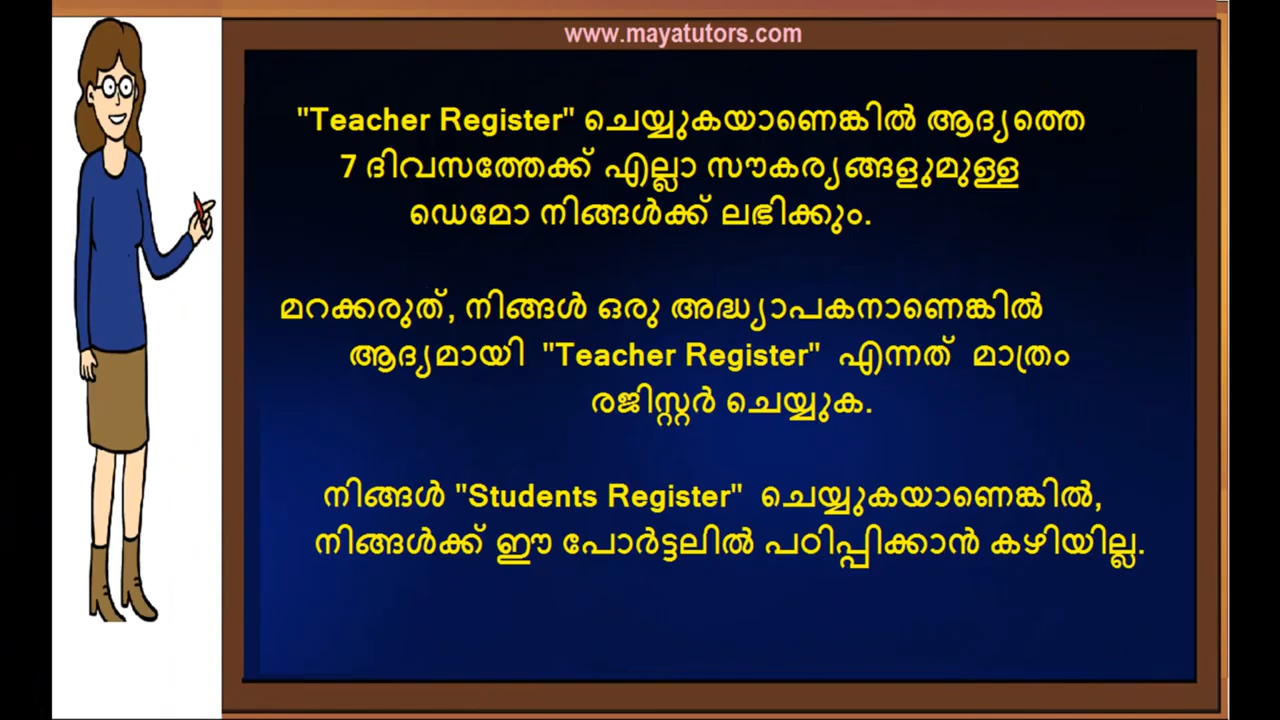 www.mayatutors.com
"Teacher Register" ചെയ്യുകയാണെങ്കിൽ ആദ്യത്തെ
7 ദിവസത്തേക്ക് എല്ലാ സൗകര്യങ്ങളുമുള്ള
ഡെമോ നിങ്ങൾക്ക് ലഭിക്കും.
മറക്കരുത്, നിങ്ങൾ ഒരു അദ്ധ്യാപകനാണെങ്കിൽ
ആദ്യമായി "Teacher Register" എന്നത് മാത്രം
രജിസ്റ്റർ ചെയ്യുക.
നിങ്ങൾ "Students Register" ചെയ്യുകയാണെങ്കിൽ,
നിങ്ങൾക്ക് ഈ പോർട്ടലിൽ പഠിപ്പിക്കാൻ കഴിയില്ല.